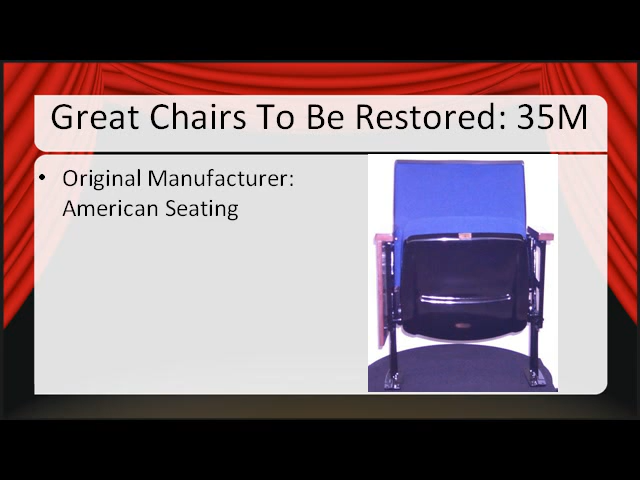 Great Chairs To Be Restored: 35M
• Original Manufacturer:
American Seating